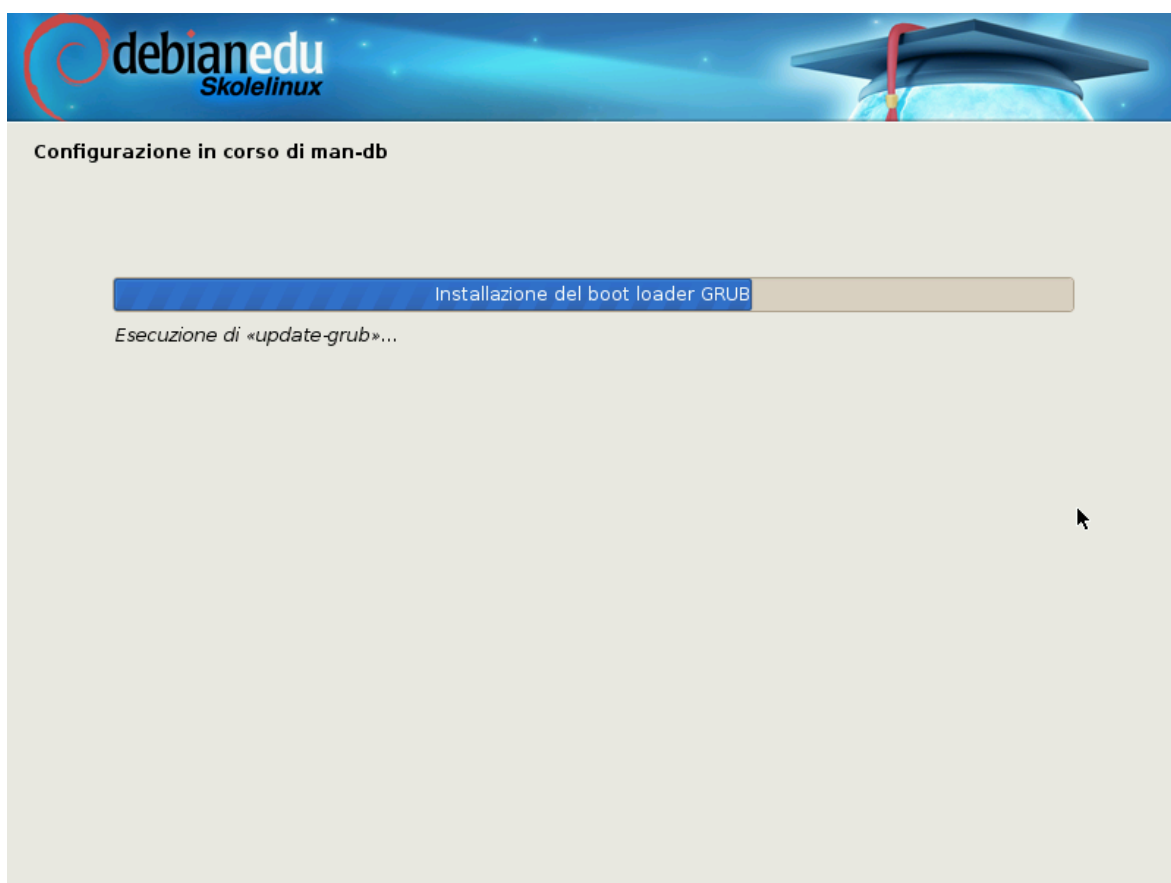 debianedu
Skolelinux
Configurazione in corso di man-db
Installazione del boot loader GRUB
Esecuzione di «update-grub»...